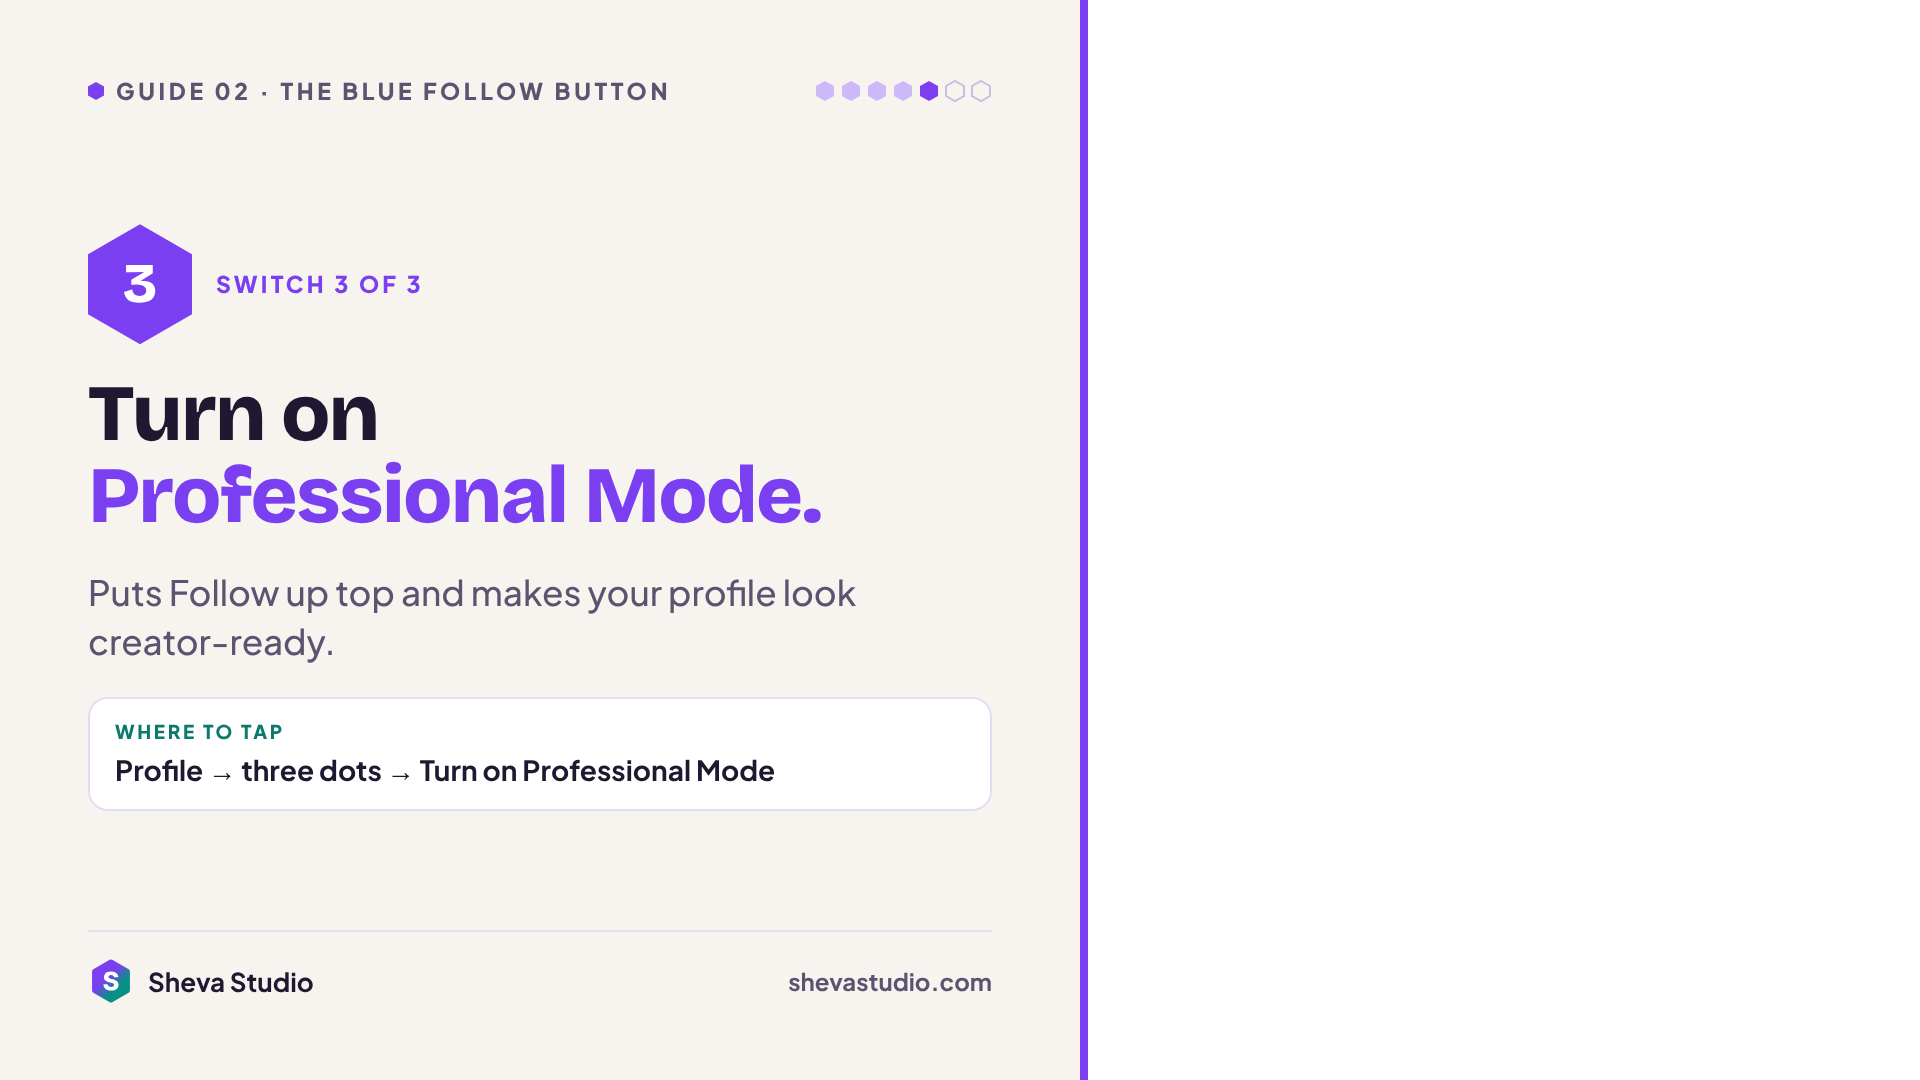 GUIDE 02 · THE BLUE FOLLOW BUTTON
3
SWITCH 3 OF 3
Turn on
Professional Mode.
Puts Follow up top and makes your profile look
creator-ready.
WHERE TO TAP
Profile → three dots → Turn on Professional Mode
S
Sheva Studio
shevastudio.com